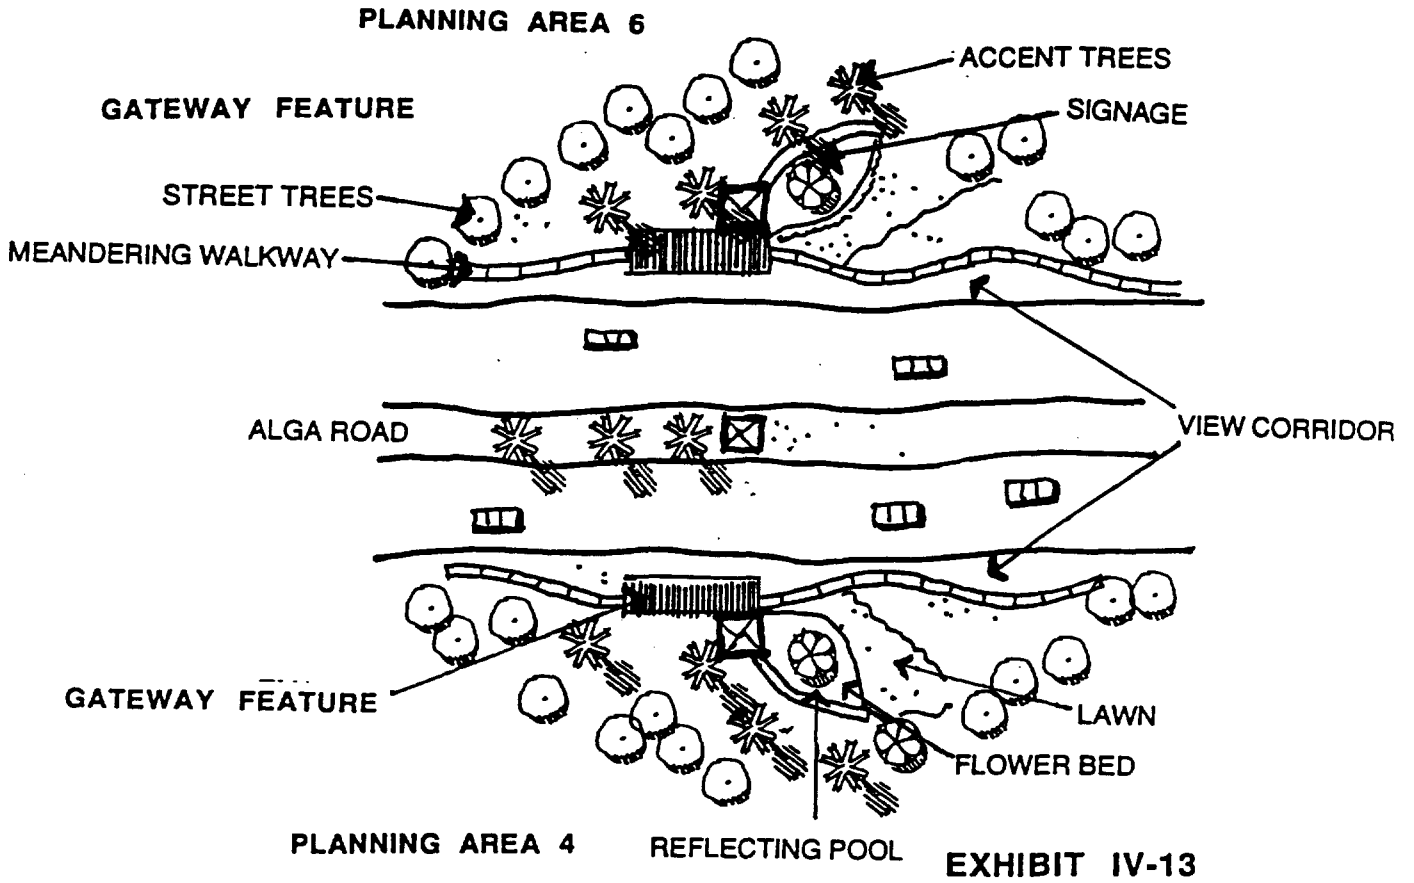 PLANNING AREA 6
ACCENT TREES
GATEWAY FEATURE
SIGNAGE
STREET TREES
MEANDERING WALKWAY
ALGA ROAD
VIEW CORRIDOR
GATEWAY FEATURE
LAWN
FLOWER BED
PLANNING AREA 4
REFLECTING POOL
EXHIBIT IV-13